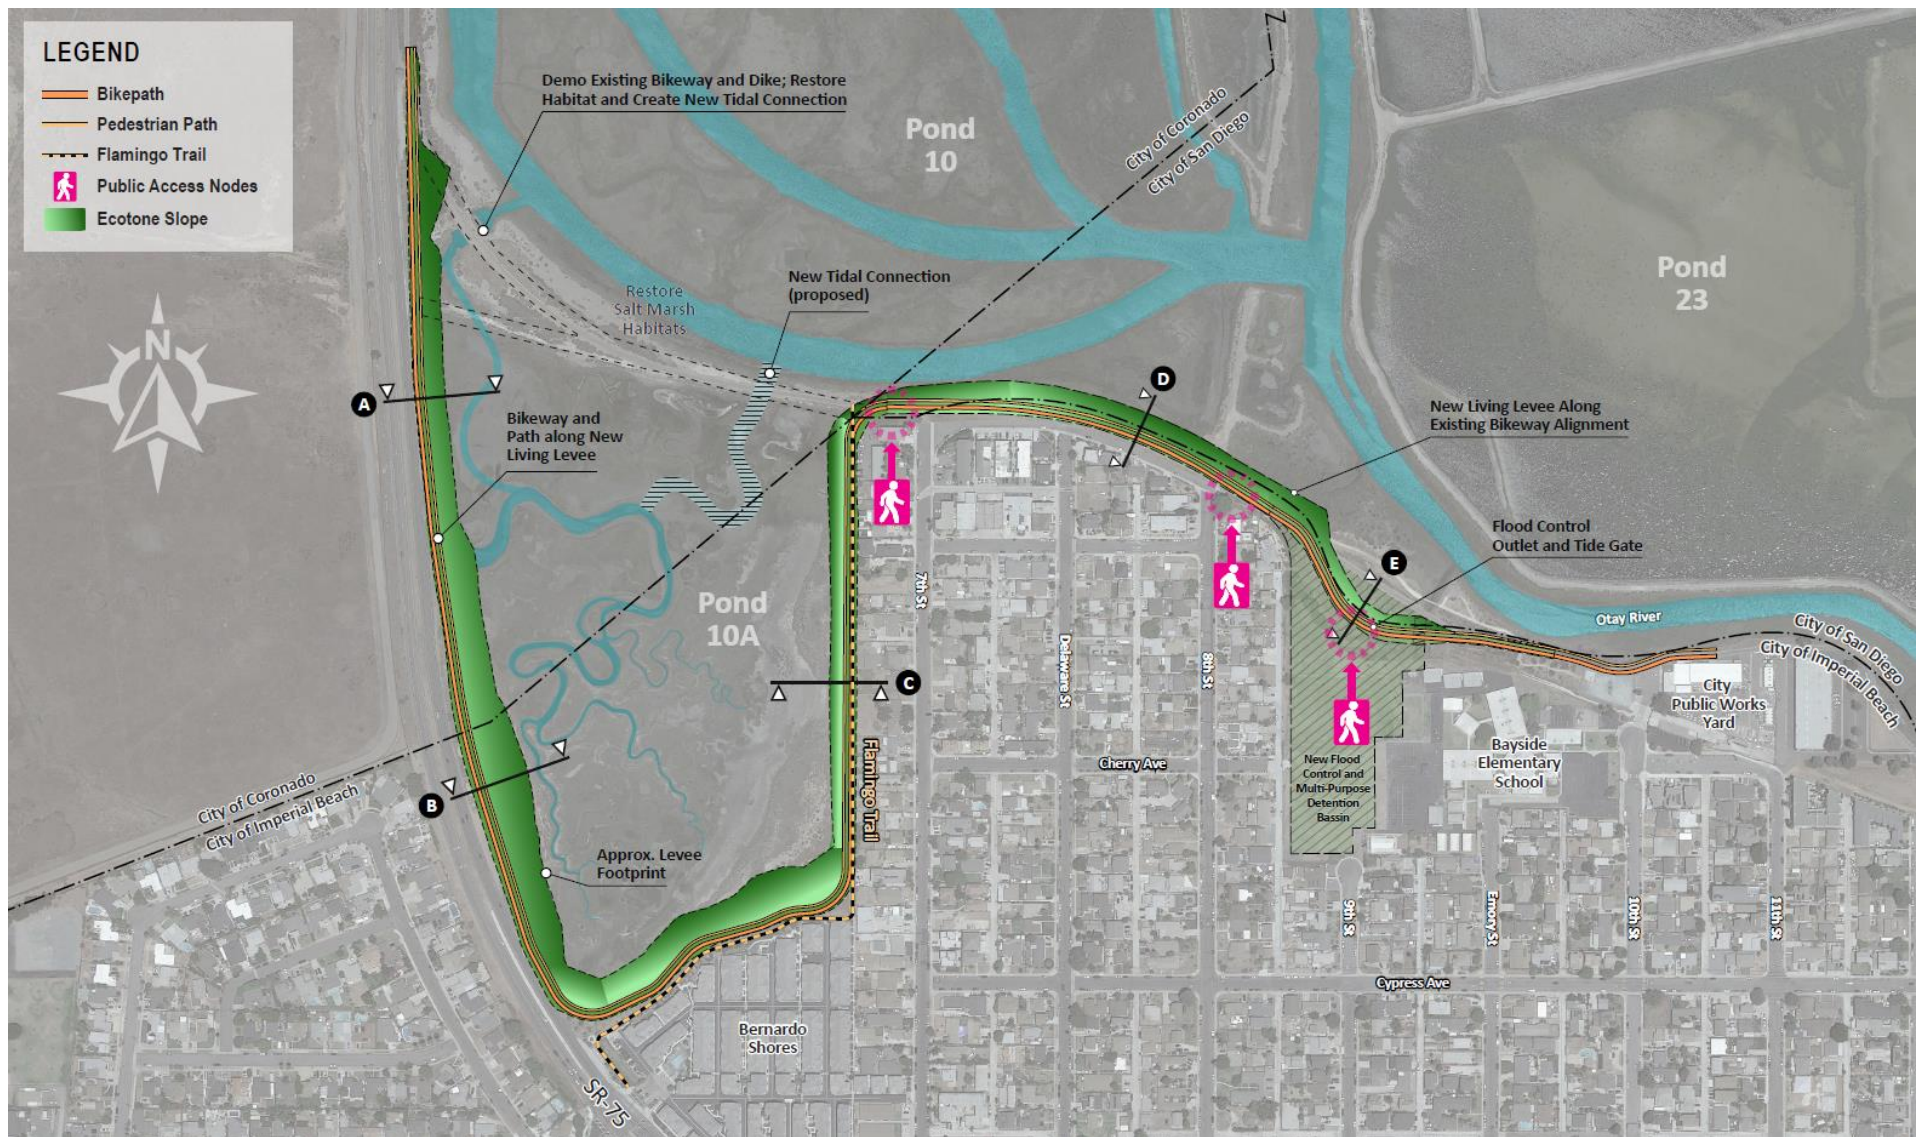 LEGEND
Bikepath
Pedestrian Path
Flamingo Trail
Public Access Nodes
Ecotone Slope
Demo Existing Bikeway and Dike; Restore
Habitat and Create New Tidal Connection
Pond
10
City of Coronado
City of San Diego
Z
Pond
23
N
Restore
Salt Marsh
Habitats
New Tidal Connection
(proposed)
A
Bikeway and
Path along New
Living Levee
D
New Living Levee Along
Existing Bikeway Alignment
Flood Control
Outlet and Tide Gate
E
Pond
10A
7th St
Delaware St
8th St
Otay River
City of San Diego
City of Imperial Beach
C
City
Public Works
Yard
Bayside
Elementary
School
New Flood
Control and
Multi-Purpose
Detention
Bassin
Cherry Ave
Flamingo Trail
City of Coronado
City of Imperial Beach
B
Approx. Levee
Footprint
9th St
Emory St
10th St
11th St
Cypress Ave
Bernardo
Shores
SR-75